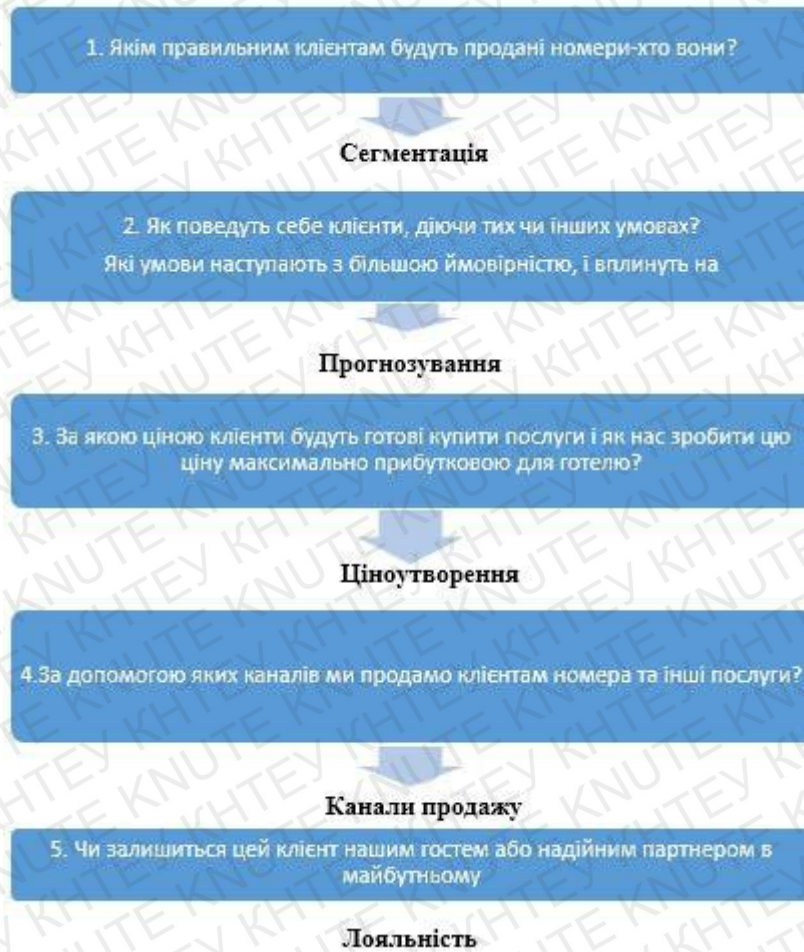 1. Якім правильним клієнтам будуть продані номери-хто вони?
Сегментація
2. Як поведуть себе клієнти, діючи тих чи інших умовах?
Які умови наступають з більшою ймовірністю, і вплинуть на
Прогнозування
3. За якою ціною клієнти будуть готові купити послуги і як нас зробити цю
ціну максимально прибутковою для готелю?
Ціноутворення
4.За допомогою яких каналів ми продамо клієнтам номера та інші послуги?
Канали продажу
5. Чи залишиться цей клієнт нашим гостем або надійним партнером в
майбутньому
Лояльність